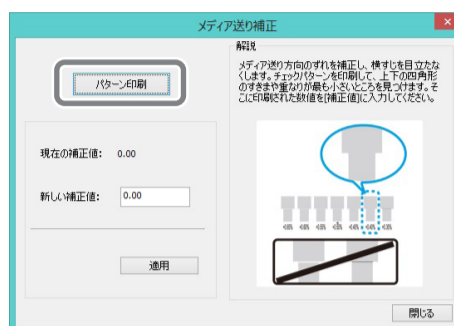 メディア送り補正
パターン印刷
現在の補正値: 0.00
新しい補正値: 0.00
適用
解説
メディア送り方向のずれを補正し、横すじを目立たな
くします。チェックパターンを印刷して、上下の四角形
のすきまや重なりが最も小さいところを見つけます。そ
こに印刷された数値を[補正値]に入力してください。
閉じる